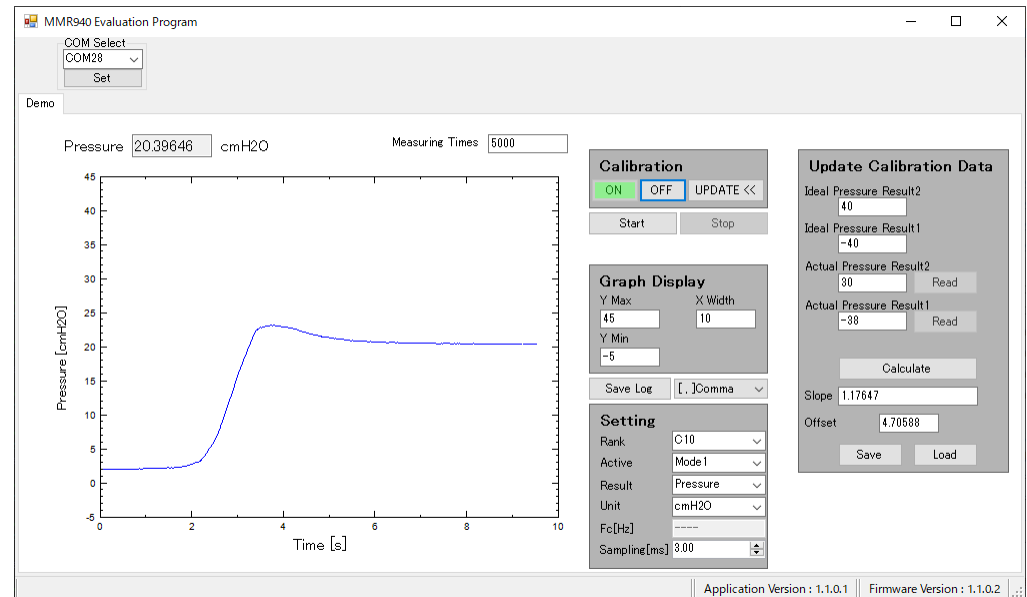 MMR940 Evaluation Program
COM Select
COM28
Set
Demo
Pressure 20.39646 cmH2O
Measuring Times 5000
45
40
35
30
25
20
15
10
5
0
-5
Pressure [cmH2O]
0 2 4 6 8 10
Time [s]
Calibration
ON OFF UPDATE <<
Start Stop
Graph Display
Y Max X Width
45 10
Y Min
-5
Save Log [,]Comma
Setting
Rank C10
Active Mode1
Result Pressure
Unit cmH2O
Fc[Hz] ----
Sampling[ms] 3.00
Update Calibration Data
Ideal Pressure Result2
40
Ideal Pressure Result1
-40
Actual Pressure Result2
30 Read
Actual Pressure Result1
-38 Read
Calculate
Slope 1.17647
Offset 4.70588
Save Load
Application Version : 1.1.0.1 Firmware Version : 1.1.0.2